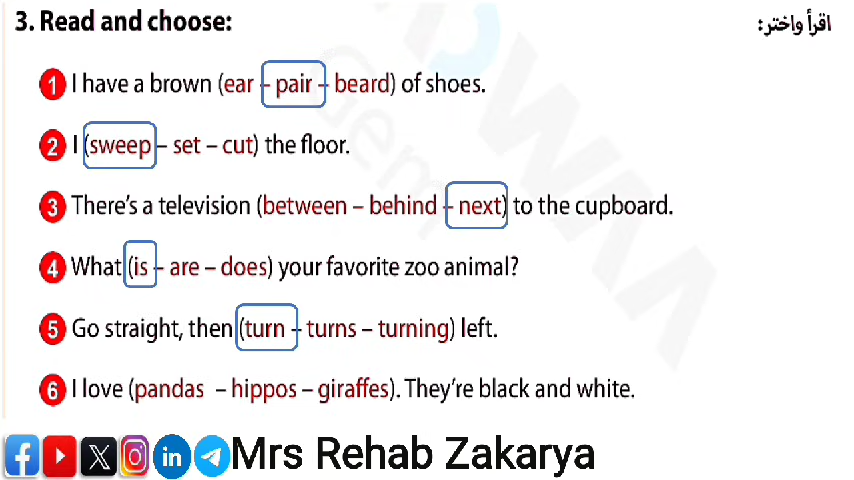 3. Read and choose:
اقرأ واختر:
1 I have a brown (ear – pair – beard) of shoes.
2 I (sweep – set – cut) the floor.
3 There's a television (between – behind – next) to the cupboard.
4 What (is – are – does) your favorite zoo animal?
5 Go straight, then (turn – turns – turning) left.
6 I love (pandas – hippos – giraffes). They're black and white.
Mrs Rehab Zakarya